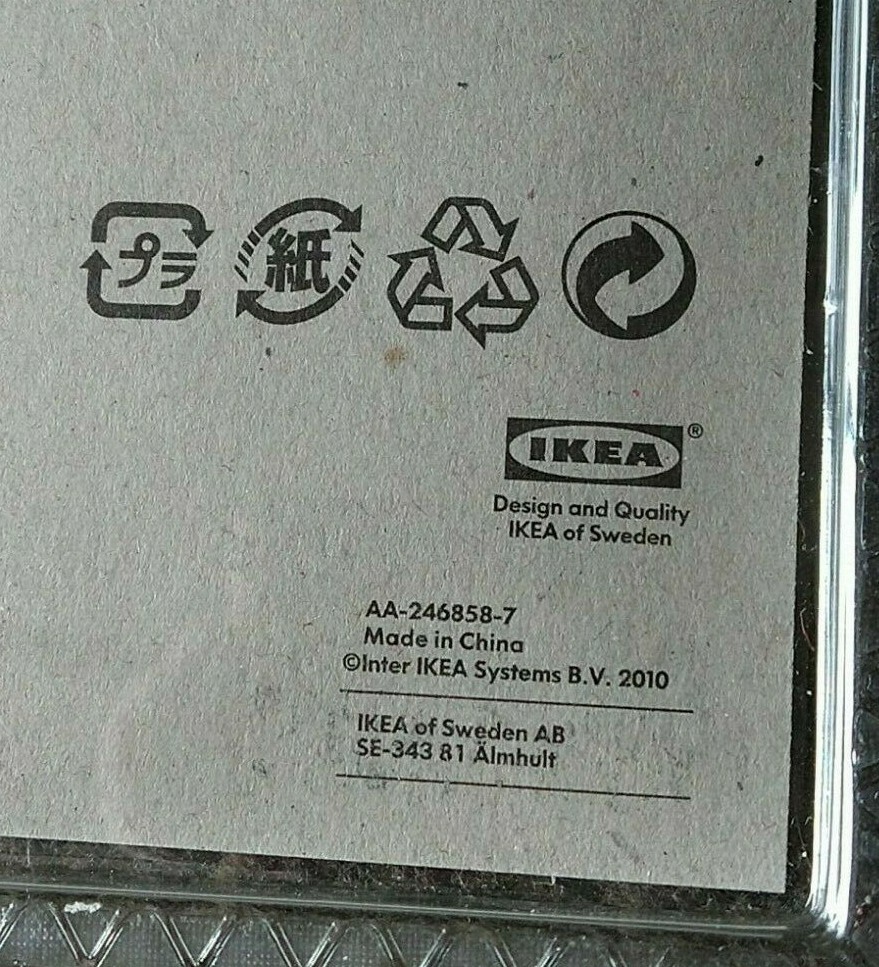 プラ 紙
IKEA ®
Design and Quality
IKEA of Sweden
AA-246858-7
Made in China
©Inter IKEA Systems B.V. 2010
IKEA of Sweden AB
SE-343 81 Älmhult